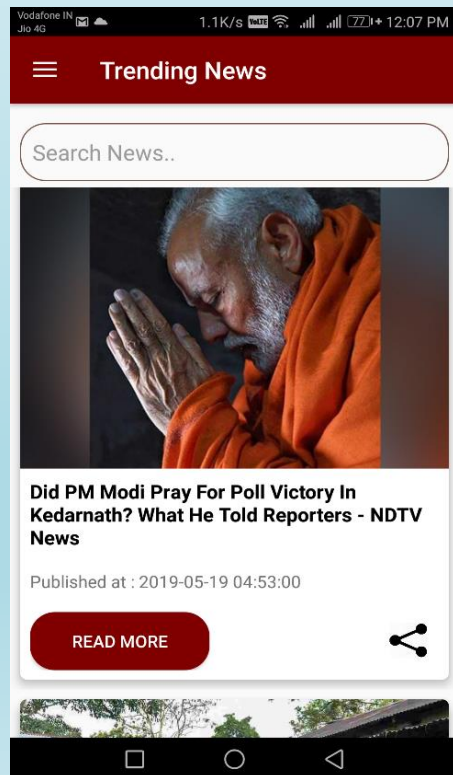 Vodafone IN
Jio 4G
1.1K/s VoLTE 77 12:07 PM
Trending News
Search News..
Did PM Modi Pray For Poll Victory In
Kedarnath? What He Told Reporters - NDTV
News
Published at : 2019-05-19 04:53:00
READ MORE